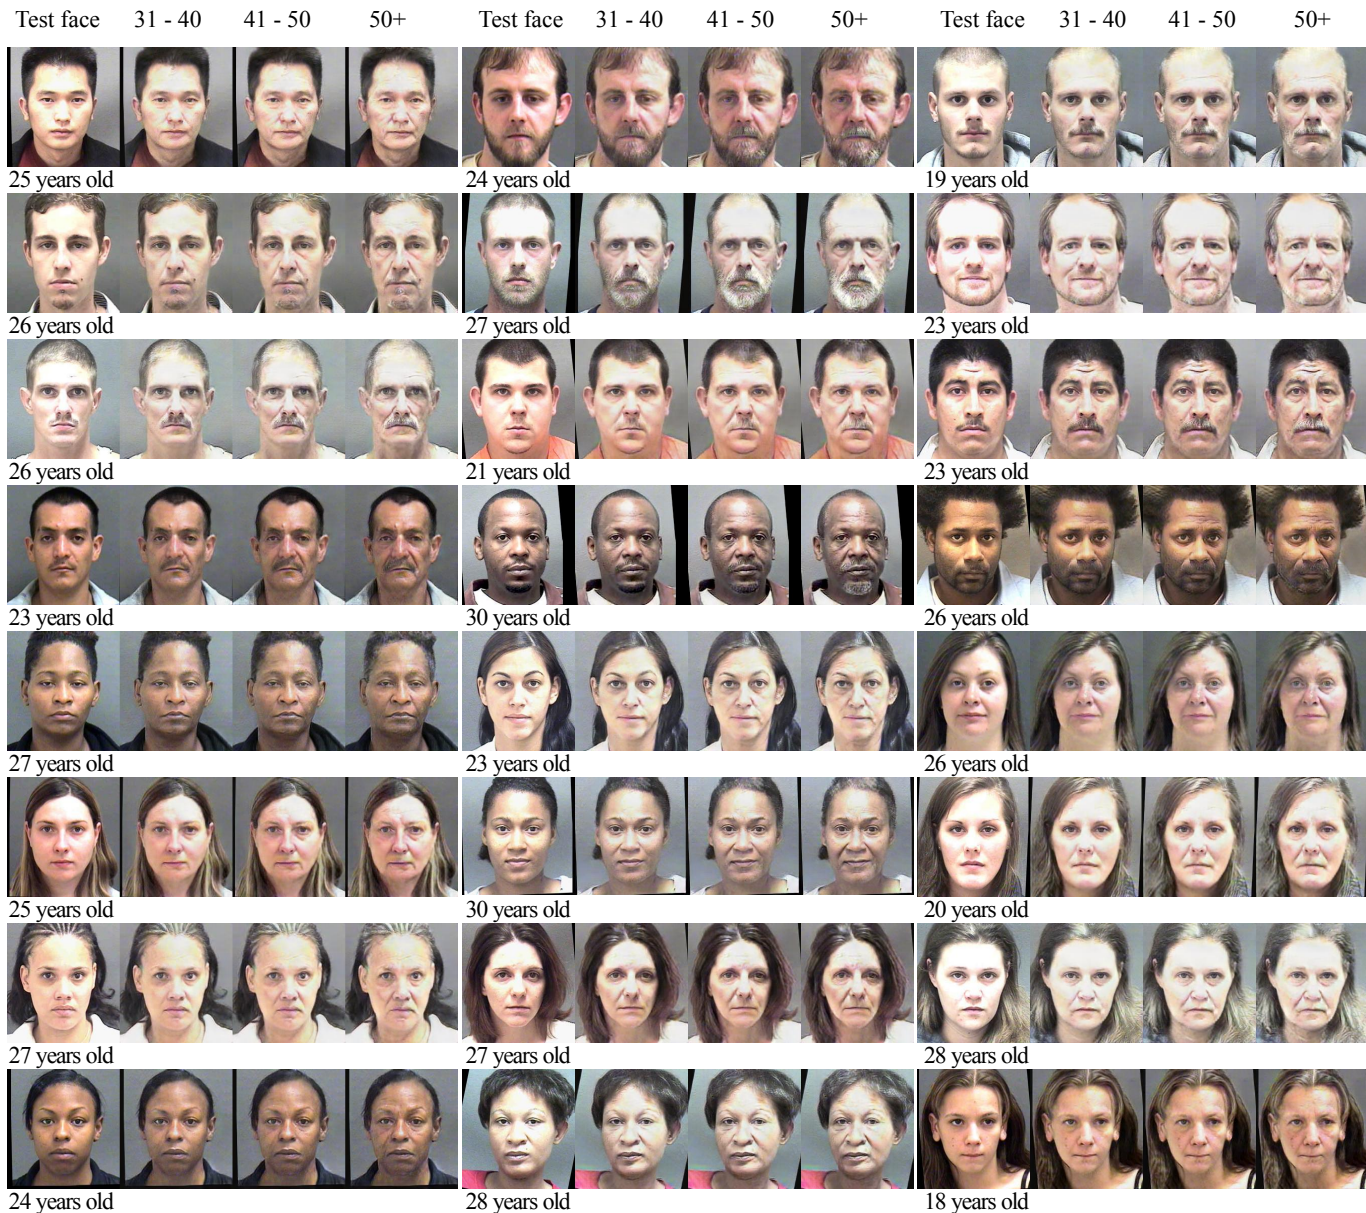 Test face 31 - 40 41 - 50 50+ Test face 31 - 40 41 - 50 50+ Test face 31 - 40 41 - 50 50+
25 years old 24 years old 19 years old
26 years old 27 years old 23 years old
26 years old 21 years old 23 years old
23 years old 30 years old 26 years old
27 years old 23 years old 26 years old
25 years old 30 years old 20 years old
27 years old 27 years old 28 years old
24 years old 28 years old 18 years old